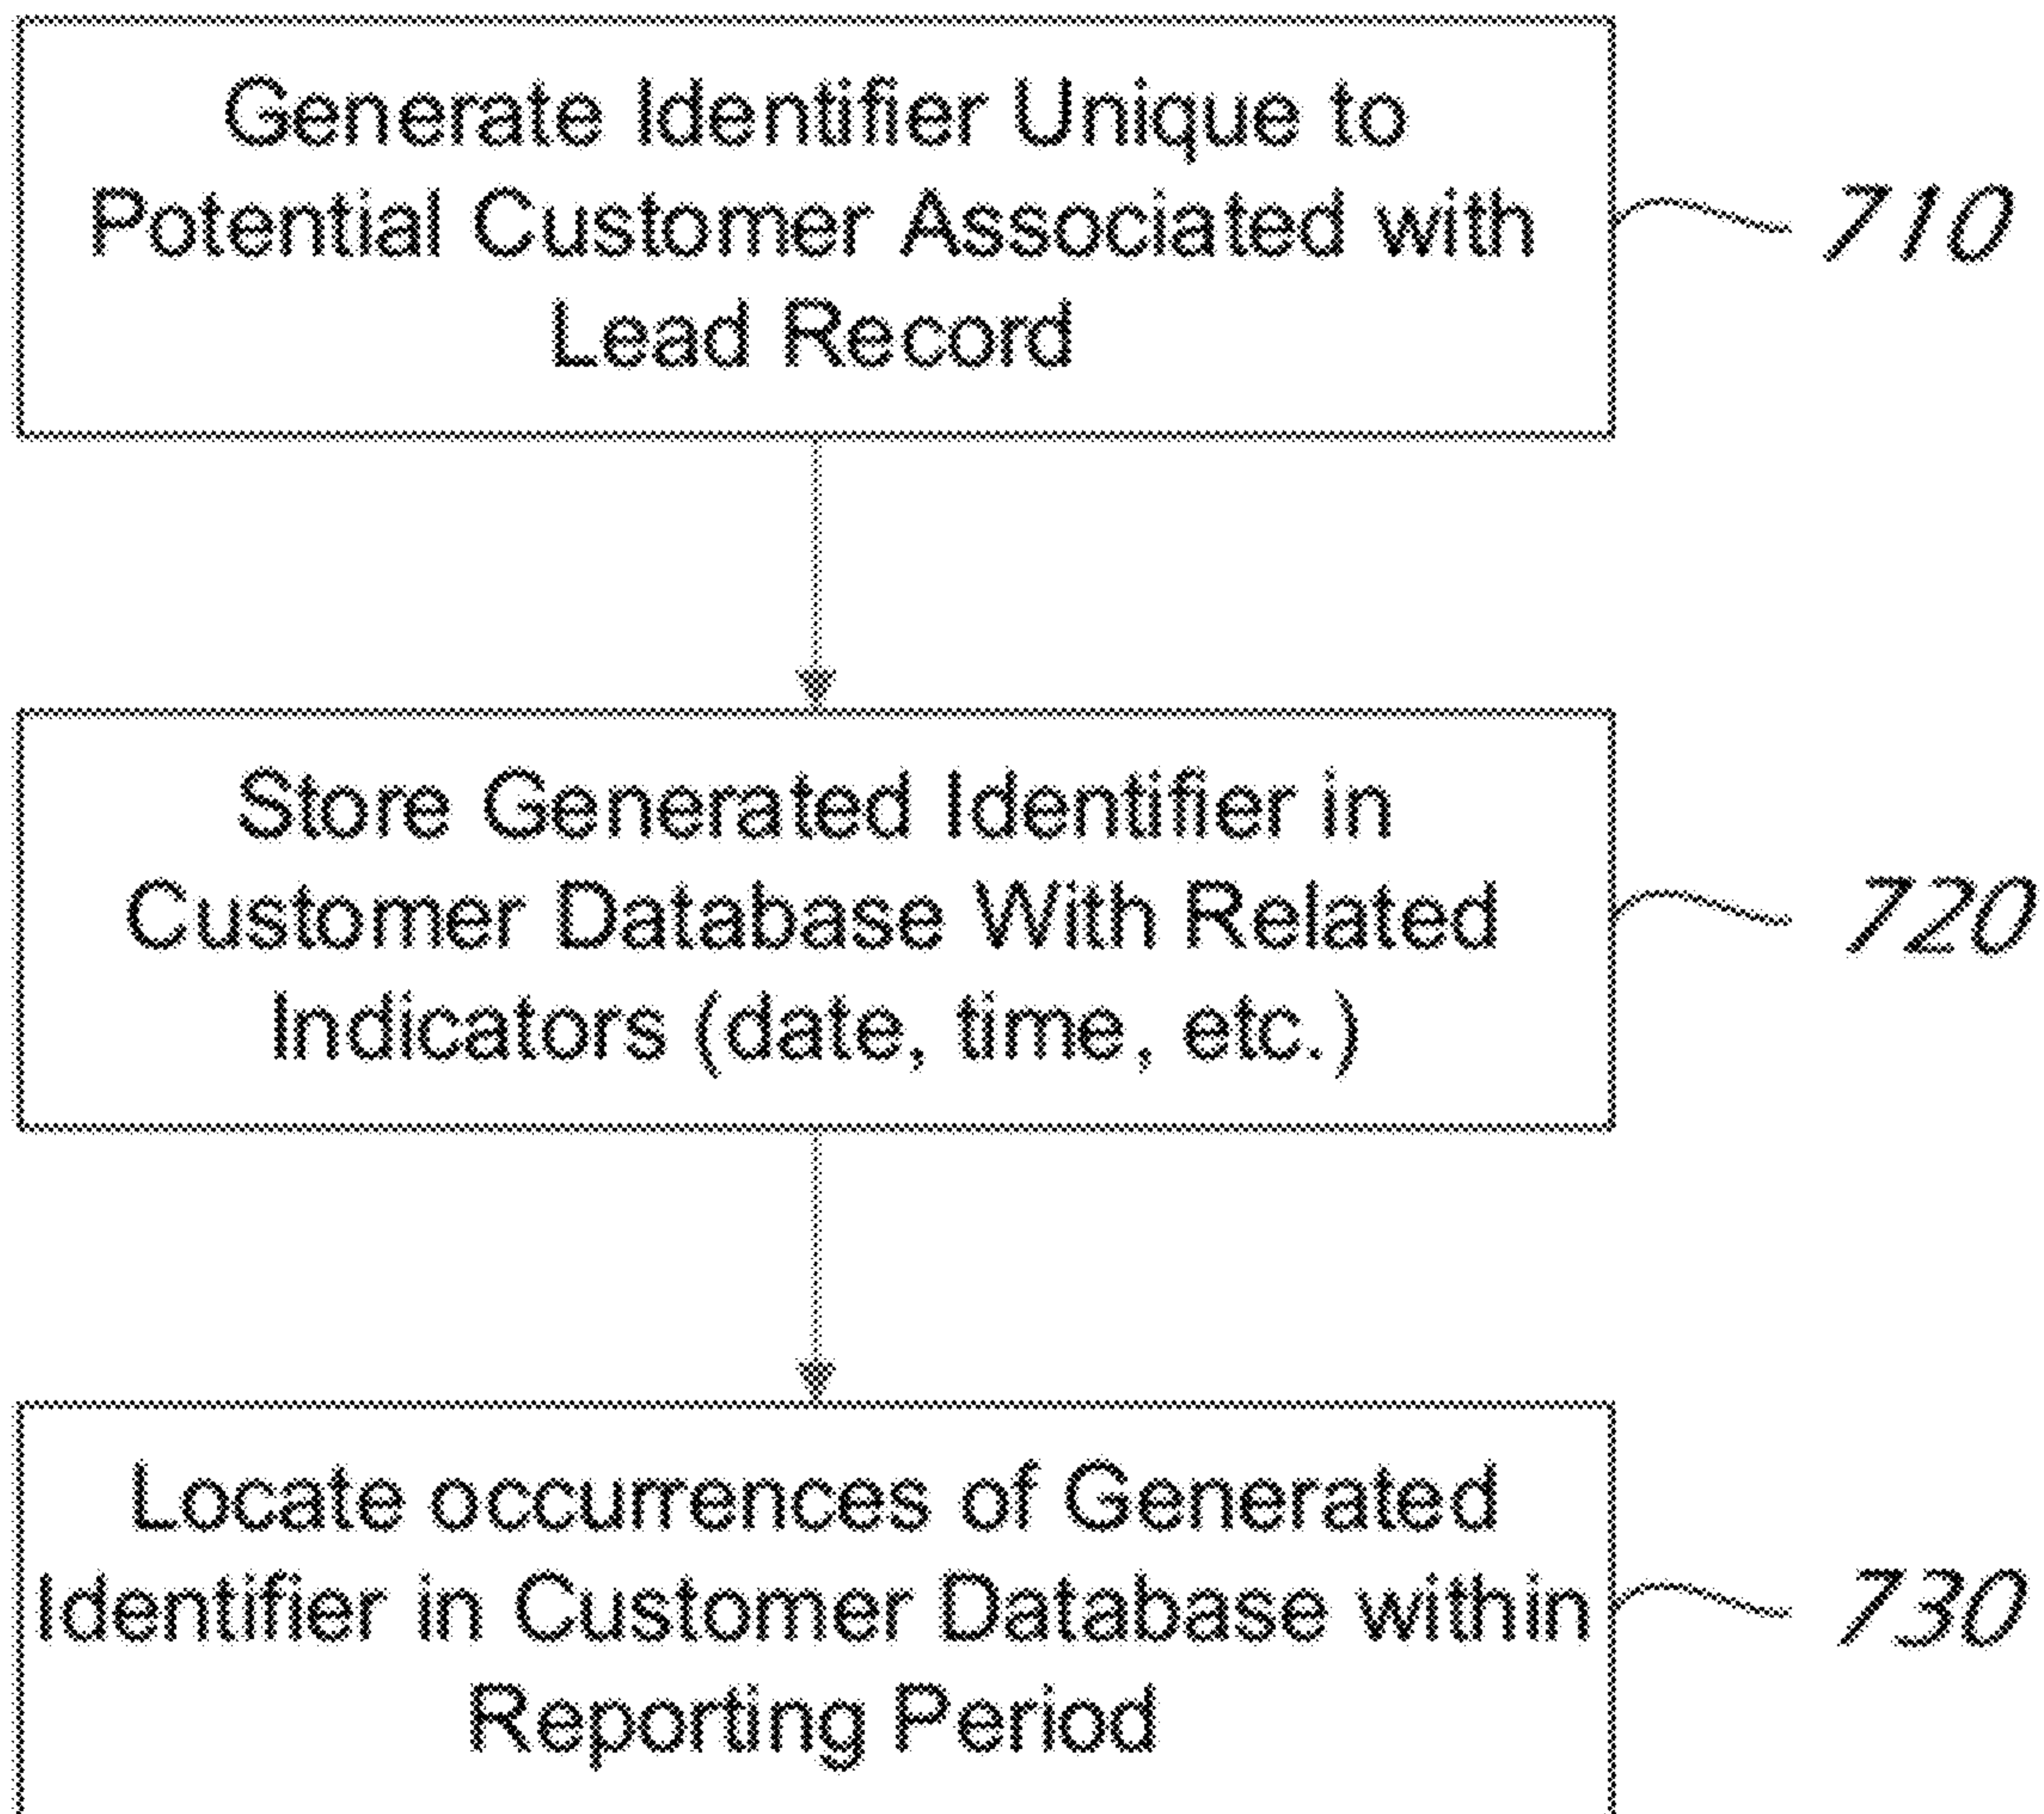 Generate Identifier Unique to
Potential Customer Associated with
Lead Record
710
Store Generated Identifier in
Customer Database With Related
Indicators (date, time, etc.)
720
Locate occurrences of Generated
Identifier in Customer Database within
Reporting Period
730